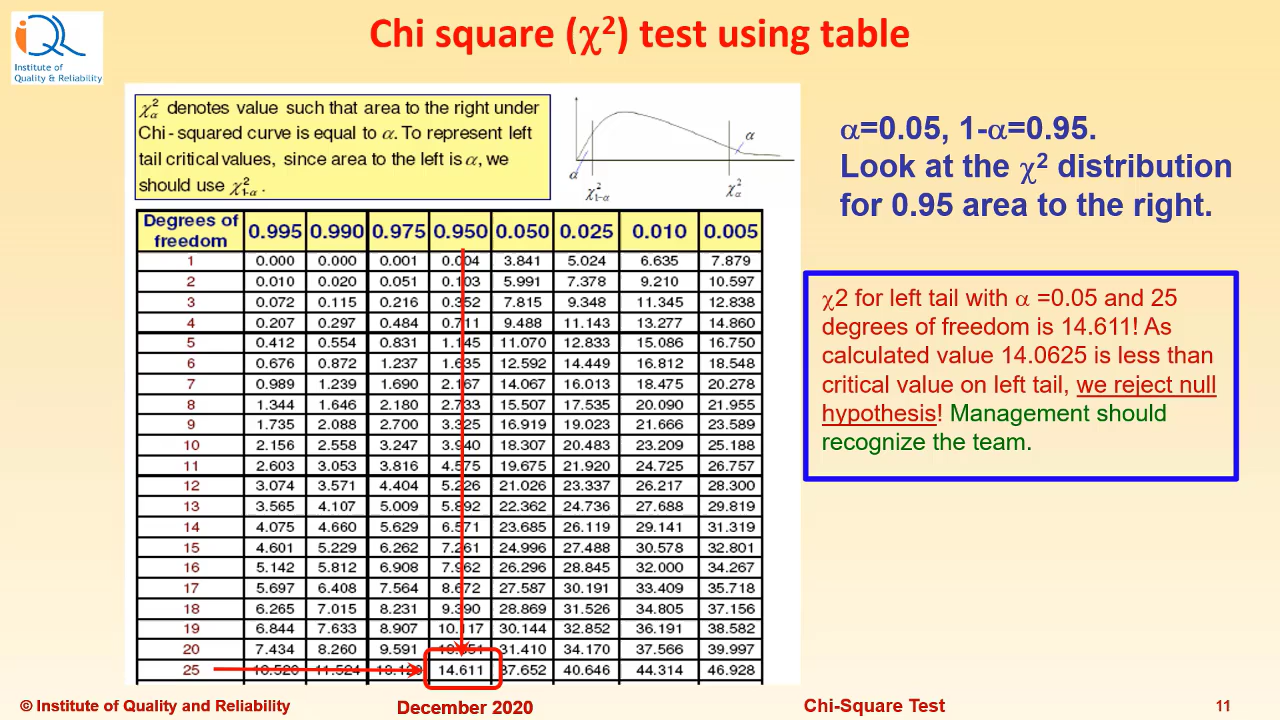 iQR
Institute of
Quality & Reliability
Chi square (χ²) test using table
χ²α denotes value such that area to the right under
Chi-squared curve is equal to α. To represent left
tail critical values, since area to the left is α, we
should use χ²1-α.
α
α
χ²1-α
χ²α
α=0.05, 1-α=0.95.
Look at the χ² distribution
for 0.95 area to the right.
χ2 for left tail with α =0.05 and 25
degrees of freedom is 14.611! As
calculated value 14.0625 is less than
critical value on left tail, we reject null
hypothesis! Management should
recognize the team.
Degrees of
freedom 0.995 0.990 0.975 0.950 0.050 0.025 0.010 0.005
1 0.000 0.000 0.001 0.004 3.841 5.024 6.635 7.879
2 0.010 0.020 0.051 0.103 5.991 7.378 9.210 10.597
3 0.072 0.115 0.216 0.352 7.815 9.348 11.345 12.838
4 0.207 0.297 0.484 0.711 9.488 11.143 13.277 14.860
5 0.412 0.554 0.831 1.145 11.070 12.833 15.086 16.750
6 0.676 0.872 1.237 1.635 12.592 14.449 16.812 18.548
7 0.989 1.239 1.690 2.167 14.067 16.013 18.475 20.278
8 1.344 1.646 2.180 2.733 15.507 17.535 20.090 21.955
9 1.735 2.088 2.700 3.325 16.919 19.023 21.666 23.589
10 2.156 2.558 3.247 3.940 18.307 20.483 23.209 25.188
11 2.603 3.053 3.816 4.575 19.675 21.920 24.725 26.757
12 3.074 3.571 4.404 5.226 21.026 23.337 26.217 28.300
13 3.565 4.107 5.009 5.892 22.362 24.736 27.688 29.819
14 4.075 4.660 5.629 6.571 23.685 26.119 29.141 31.319
15 4.601 5.229 6.262 7.261 24.996 27.488 30.578 32.801
16 5.142 5.812 6.908 7.962 26.296 28.845 32.000 34.267
17 5.697 6.408 7.564 8.672 27.587 30.191 33.409 35.718
18 6.265 7.015 8.231 9.390 28.869 31.526 34.805 37.156
19 6.844 7.633 8.907 10.117 30.144 32.852 36.191 38.582
20 7.434 8.260 9.591 10.851 31.410 34.170 37.566 39.997
25 10.520 11.524 13.120 14.611 37.652 40.646 44.314 46.928
© Institute of Quality and Reliability
December 2020
Chi-Square Test
11